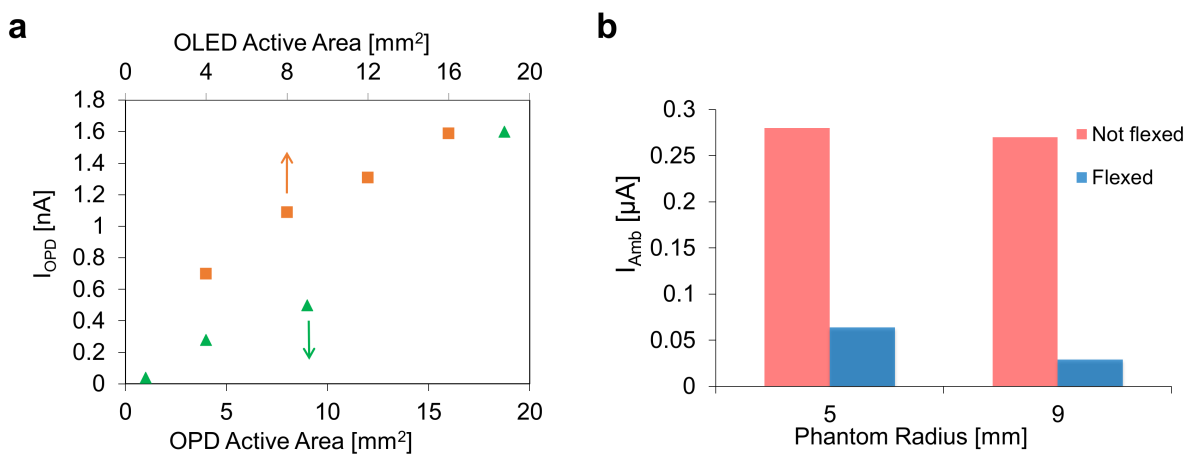 a
OLED Active Area [mm²]
0 4 8 12 16 20
1.8
1.6
1.4
1.2
1
0.8
0.6
0.4
0.2
0
I_OPD [nA]
0 5 10 15 20
OPD Active Area [mm²]
b
0.3
0.25
0.2
0.15
0.1
0.05
0
I_Amb [µA]
Not flexed
Flexed
5 9
Phantom Radius [mm]